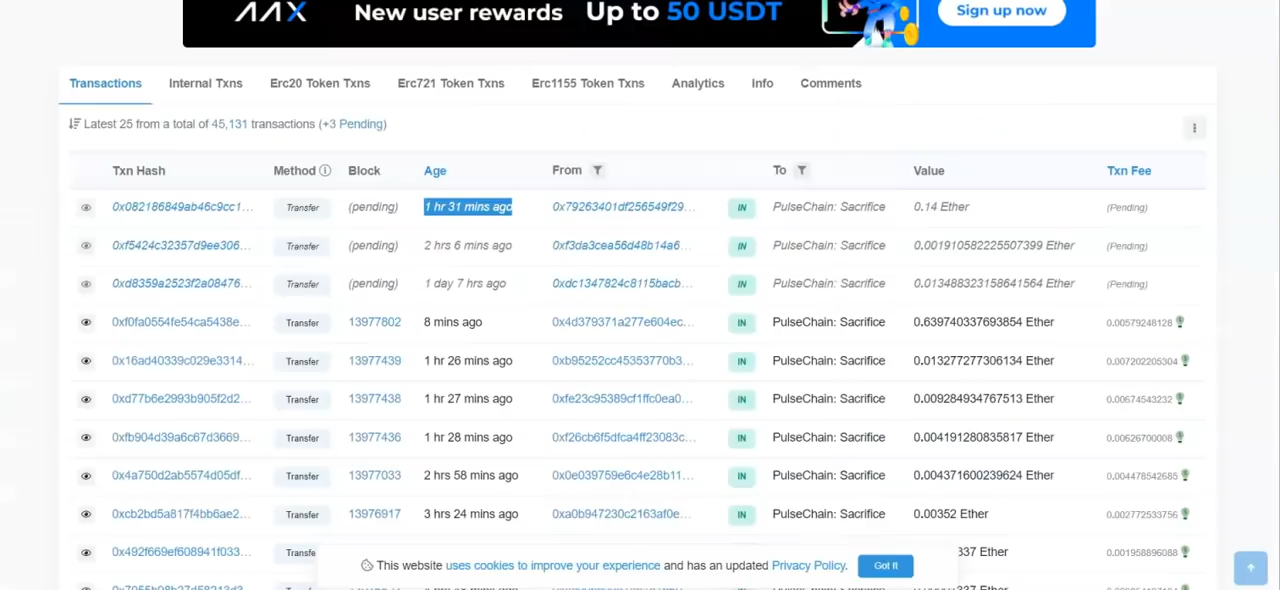 AAX New user rewards Up to 50 USDT Sign up now
Transactions Internal Txns Erc20 Token Txns Erc721 Token Txns Erc1155 Token Txns Analytics Info Comments
Latest 25 from a total of 45,131 transactions (+3 Pending)
Txn Hash Method Block Age From To Value Txn Fee
0x082186849ab46c9cc1... Transfer (pending) 1 hr 31 mins ago 0x79263401df256549f29... IN PulseChain: Sacrifice 0.14 Ether (Pending)
0xf5424c32357d9ee306... Transfer (pending) 2 hrs 6 mins ago 0xf3da3cea56d48b14a6... IN PulseChain: Sacrifice 0.001910582225507399 Ether (Pending)
0xd8359a2523f2a08476... Transfer (pending) 1 day 7 hrs ago 0xdc1347824c8115bacb... IN PulseChain: Sacrifice 0.013488323158641564 Ether (Pending)
0xf0fa0554fe54ca5438e... Transfer 13977802 8 mins ago 0x4d379371a277e604ec... IN PulseChain: Sacrifice 0.639740337693854 Ether 0.00579248128
0x16ad40339c029e3314... Transfer 13977439 1 hr 26 mins ago 0xb95252cc45353770b3... IN PulseChain: Sacrifice 0.013277277306134 Ether 0.007202205304
0xd77b6e2993b905f2d2... Transfer 13977438 1 hr 27 mins ago 0xfe23c95389cf1ffc0ea0... IN PulseChain: Sacrifice 0.009284934767513 Ether 0.00674543232
0xfb904d39a6c67d3669... Transfer 13977436 1 hr 28 mins ago 0xf26cb6f5dfca4ff23083c... IN PulseChain: Sacrifice 0.004191280835817 Ether 0.00626700008
0x4a750d2ab5574d05df... Transfer 13977033 2 hrs 58 mins ago 0x0e039759e6c4e28b11... IN PulseChain: Sacrifice 0.004371600239624 Ether 0.004478542685
0xcb2bd5a817f4bb6ae2... Transfer 13976917 3 hrs 24 mins ago 0xa0b947230c2163af0e... IN PulseChain: Sacrifice 0.00352 Ether 0.002772533756
0x492f669ef608941f033... Transfe 337 Ether 0.001958896088
This website uses cookies to improve your experience and has an updated Privacy Policy. Got It